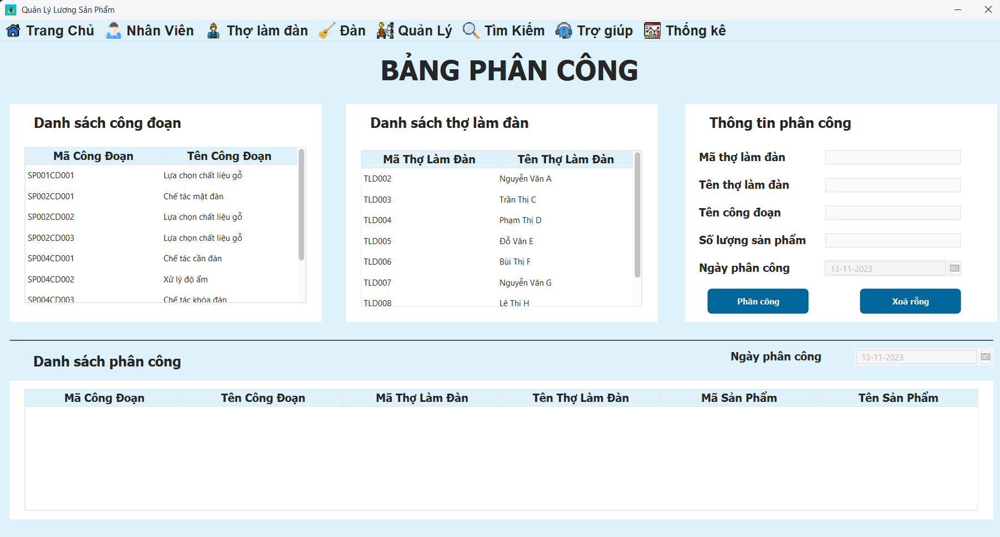 Quản Lý Lương Sản Phẩm
Trang Chủ Nhân Viên Thợ làm đàn Đàn Quản Lý Tìm Kiếm Trợ giúp Thống kê
BẢNG PHÂN CÔNG
Danh sách công đoạn
Mã Công Đoạn Tên Công Đoạn
SP001CD001 Lựa chọn chất liệu gỗ
SP002CD001 Chế tác mặt đàn
SP002CD002 Lựa chọn chất liệu gỗ
SP002CD003 Lựa chọn chất liệu gỗ
SP004CD001 Chế tác cần đàn
SP004CD002 Xử lý độ ẩm
SP004CD003 Chế tác khóa đàn
Danh sách thợ làm đàn
Mã Thợ Làm Đàn Tên Thợ Làm Đàn
TLD002 Nguyễn Văn A
TLD003 Trần Thị C
TLD004 Phạm Thị D
TLD005 Đỗ Văn E
TLD006 Bùi Thị F
TLD007 Nguyễn Văn G
TLD008 Lê Thị H
Thông tin phân công
Mã thợ làm đàn
Tên thợ làm đàn
Tên công đoạn
Số lượng sản phẩm
Ngày phân công 13-11-2023
Phân công Xoá rỗng
Danh sách phân công
Ngày phân công 13-11-2023
Mã Công Đoạn Tên Công Đoạn Mã Thợ Làm Đàn Tên Thợ Làm Đàn Mã Sản Phẩm Tên Sản Phẩm